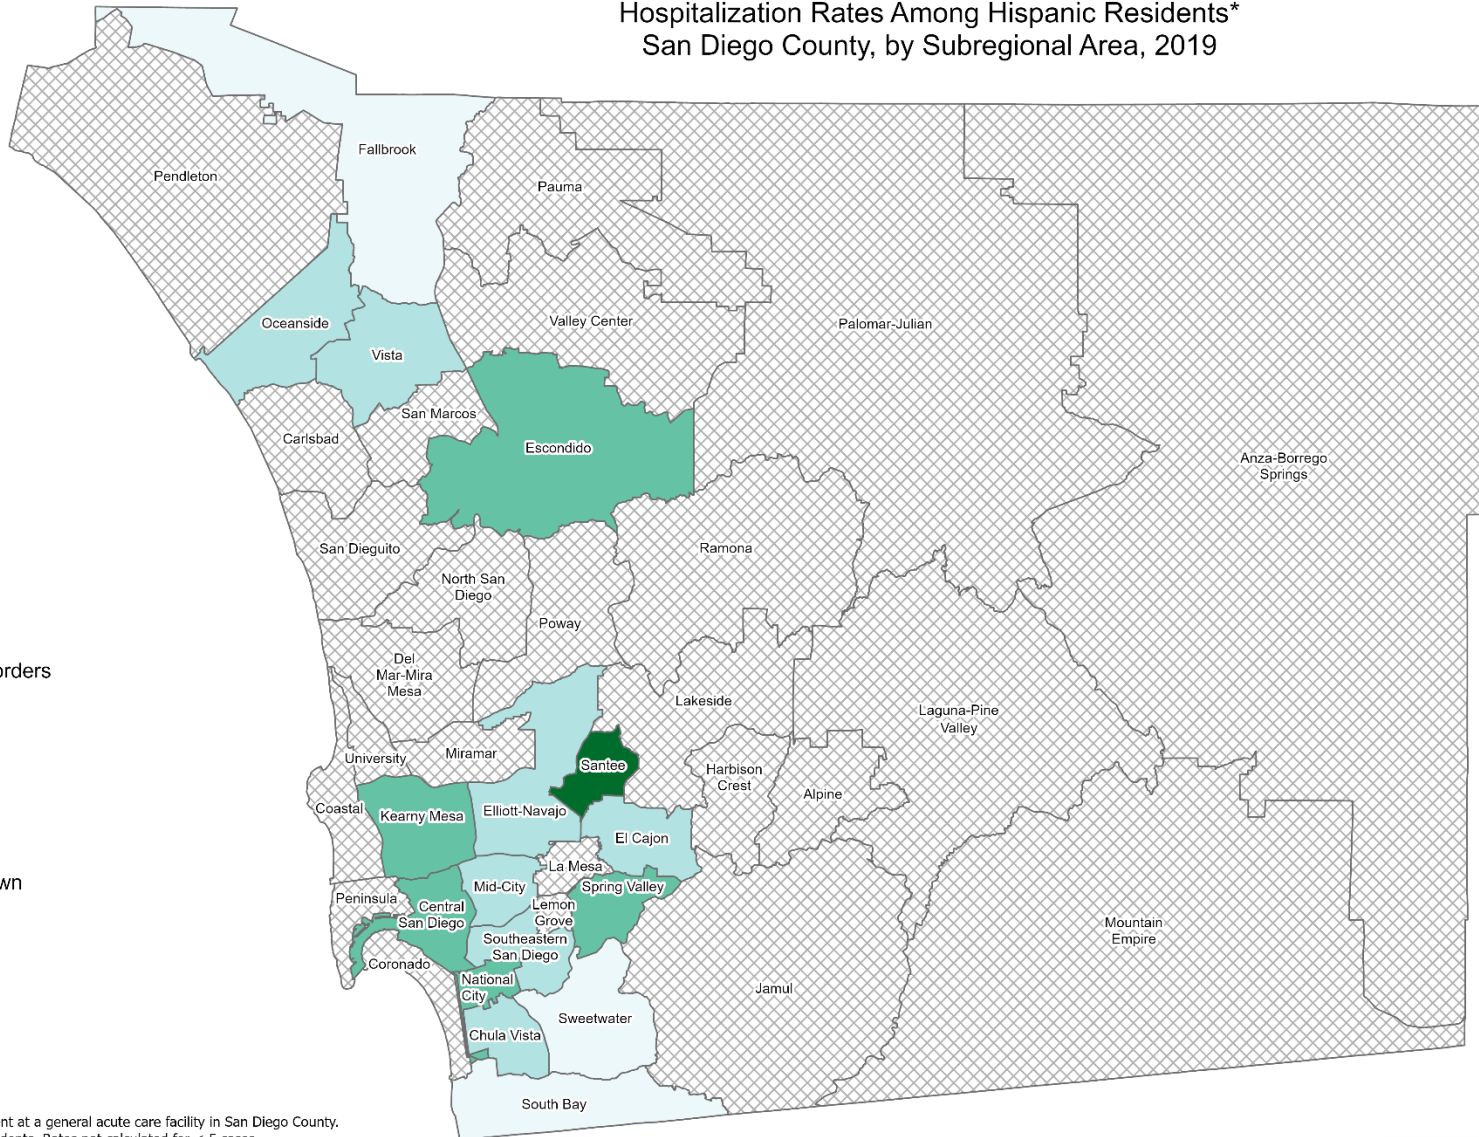 Hospitalization Rates Among Hispanic Residents*
San Diego County, by Subregional Area, 2019
Fallbrook
Pendleton
Pauma
Oceanside
Valley Center
Palomar-Julian
Vista
San Marcos
Carlsbad
Escondido
Anza-Borrego
Springs
San Dieguito
Ramona
North San
Diego
Poway
Del
Mar-Mira
Mesa
orders
Lakeside
Laguna-Pine
Valley
University
Miramar
Santee
Harbison
Crest
Alpine
Coastal
Kearny Mesa
Elliott-Navajo
El Cajon
La Mesa
wn
Mid-City
Spring Valley
Peninsula
Central
San Diego
Lemon
Grove
Mountain
Empire
Southeastern
San Diego
Coronado
National
City
Jamul
Sweetwater
Chula Vista
South Bay
nt at a general acute care facility in San Diego County.